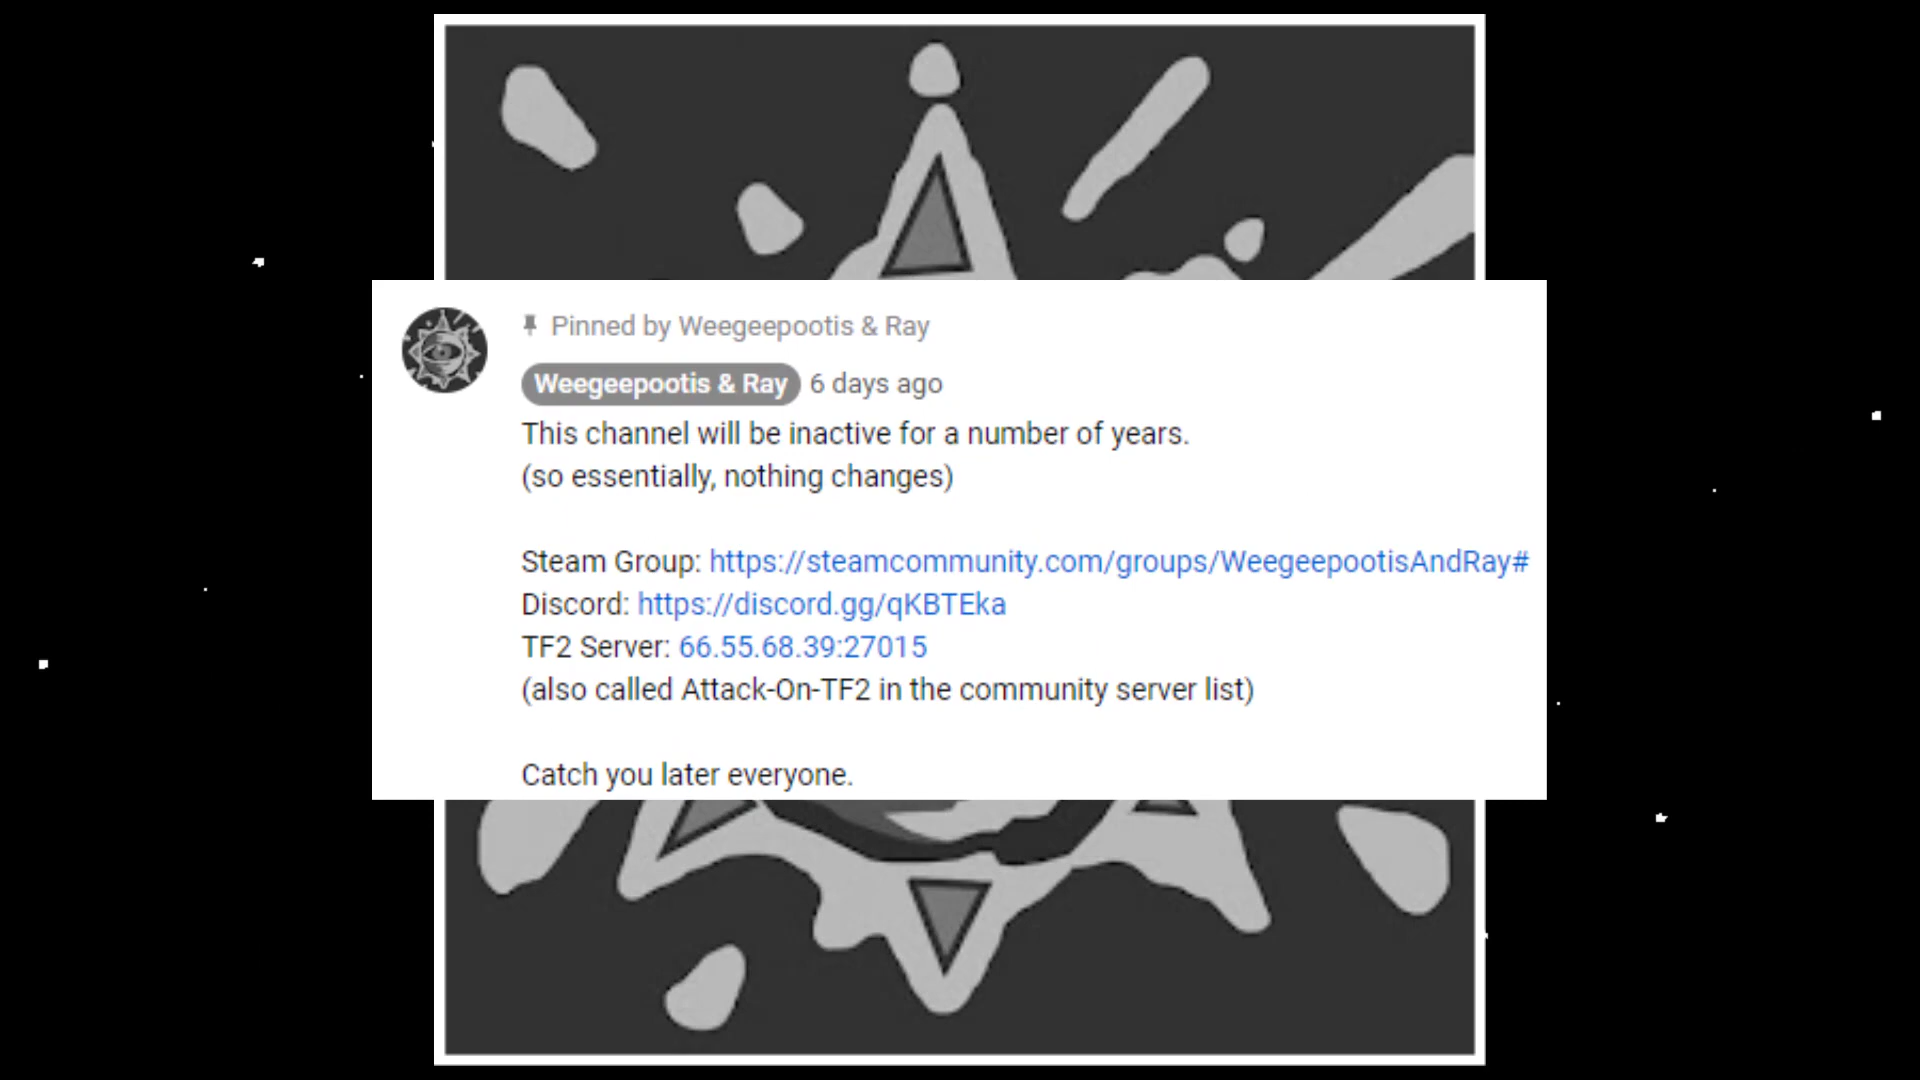 Pinned by Weegeepootis & Ray
Weegeepootis & Ray 6 days ago
This channel will be inactive for a number of years.
(so essentially, nothing changes)
Steam Group: https://steamcommunity.com/groups/WeegeepootisAndRay#
Discord: https://discord.gg/qKBTEka
TF2 Server: 66.55.68.39:27015
(also called Attack-On-TF2 in the community server list)
Catch you later everyone.